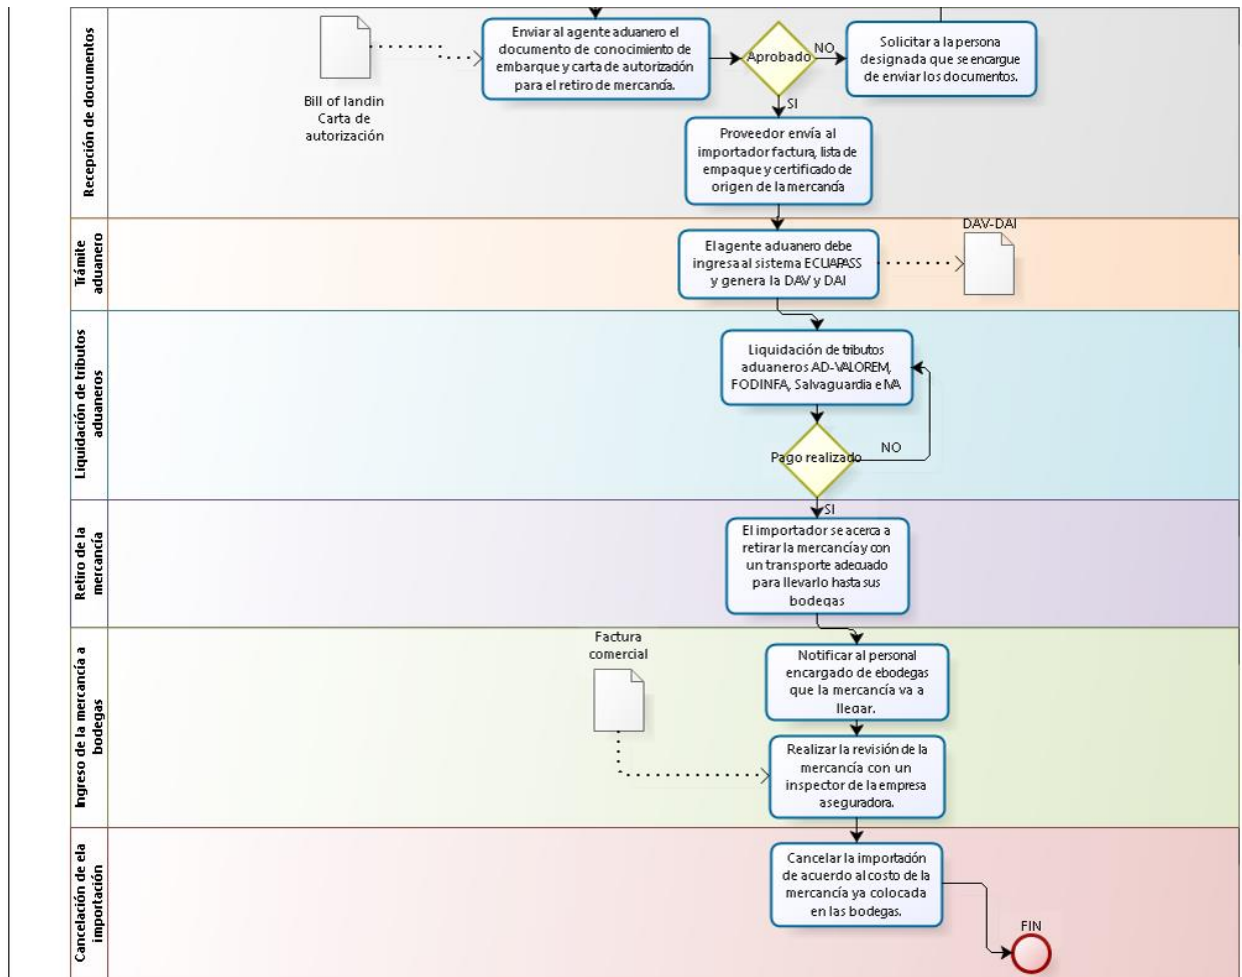 Recepción de documentos
Bill of landin
Carta de
autorización
Enviar al agente aduanero el
documento de conocimiento de
embarque y carta de autorización
para el retiro de mercancía.
Aprobado
NO
Solicitar a la persona
designada que se encargue
de enviar los documentos.
SI
Proveedor envía al
importador factura, lista de
empaque y certificado de
origen de la mercancía
Trámite
aduanero
El agente aduanero debe
ingresa al sistema ECUAPASS
y genera la DAV y DAI
DAV-DAI
Liquidación de tributos
aduaneros
Liquidación de tributos
aduaneros AD-VALOREM,
FODINFA, Salvaguardia e IVA
Pago realizado
NO
SI
Retiro de la
mercancía
El importador se acerca a
retirar la mercancía y con
un transporte adecuado
para llevarlo hasta sus
bodegas
Ingreso de la mercancía a
bodegas
Factura
comercial
Notificar al personal
encargado de ebodegas
que la mercancía va a
llegar.
Realizar la revisión de la
mercancía con un
inspector de la empresa
aseguradora.
Cancelación de ela
importación
Cancelar la importación
de acuerdo al costo de la
mercancía ya colocada
en las bodegas.
FIN